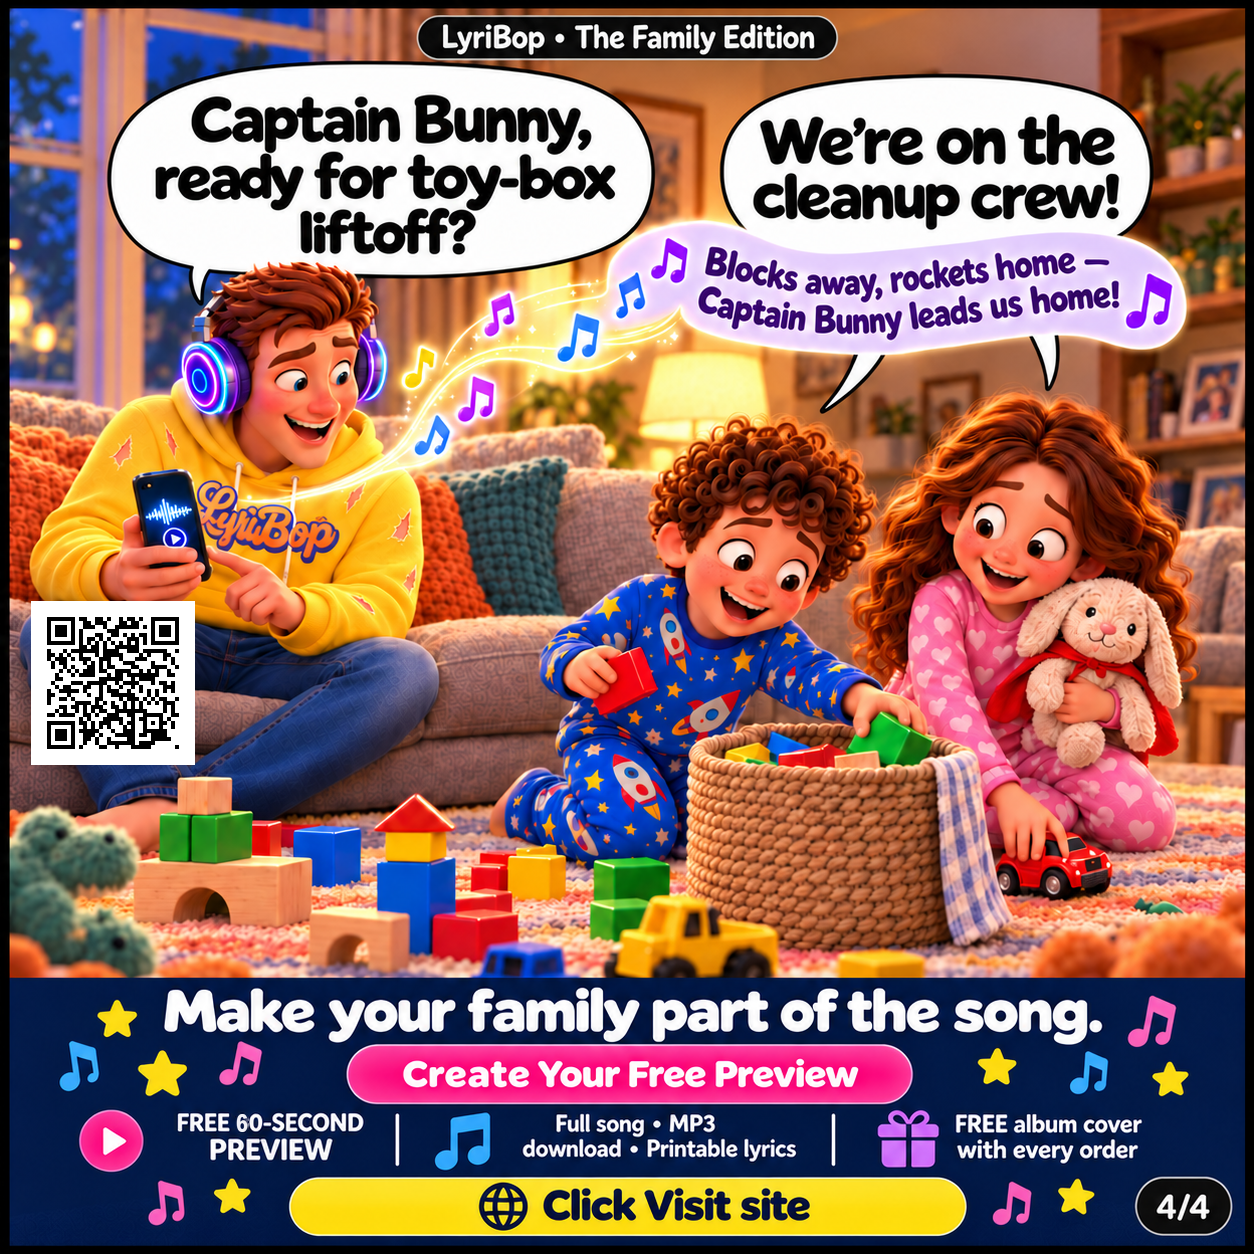 LyriBop • The Family Edition
Captain Bunny,
ready for toy-box
liftoff?
We're on the
cleanup crew!
Blocks away, rockets home –
Captain Bunny leads us home!
LyriBop
Make your family part of the song.
Create Your Free Preview
FREE 60-SECOND
PREVIEW
Full song • MP3
download • Printable lyrics
FREE album cover
with every order
Click Visit site
4/4